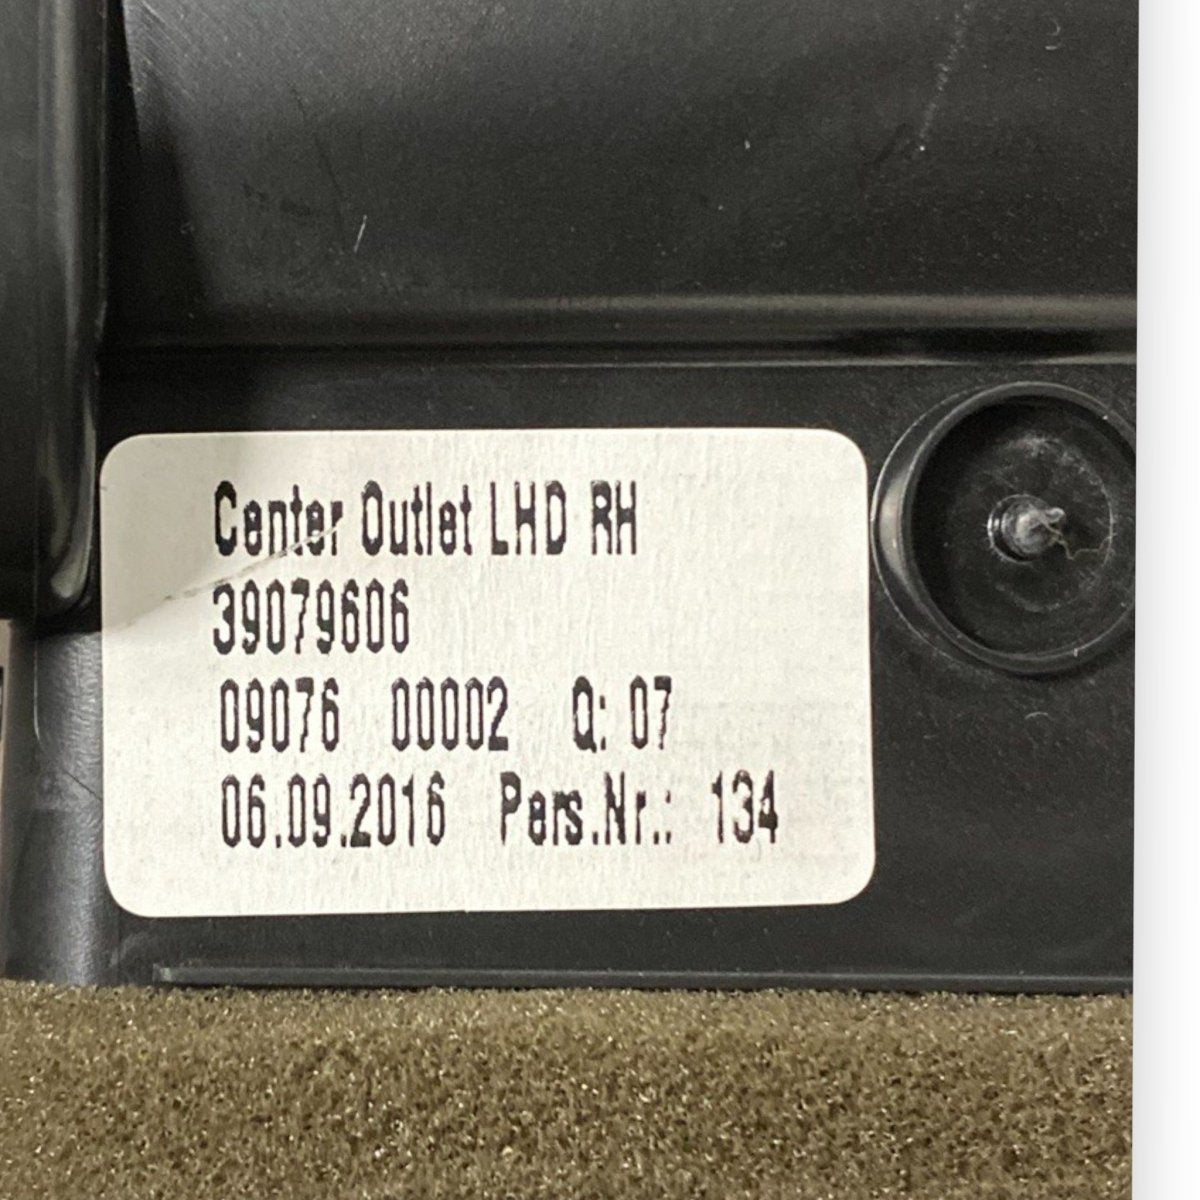 Center Outlet LHD RH
39079606
09076 00002 Q: 07
06.09.2016 Pers.Nr.: 134